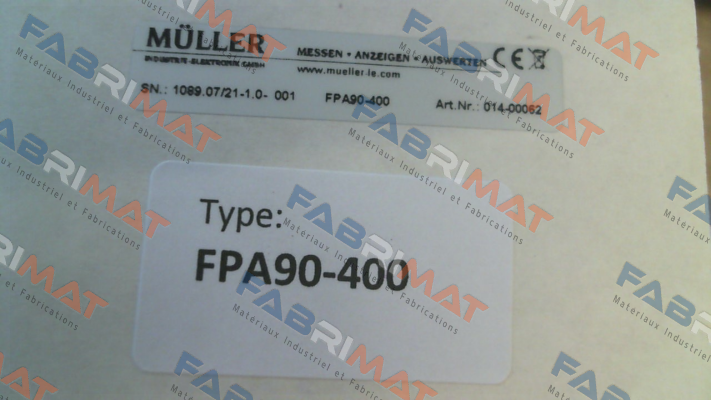 MÜLLER
INDUSTRIE-ELEKTRONIK GMBH
MESSEN • ANZEIGEN • AUSWERTEN CE
www.mueller-ie.com
SN.: 1089.07/21-1.0- 001 FPA90-400 Art.Nr.: 014-00062
Type:
FPA90-400
FABRIMAT
Materiaux Industriel et Fabrications